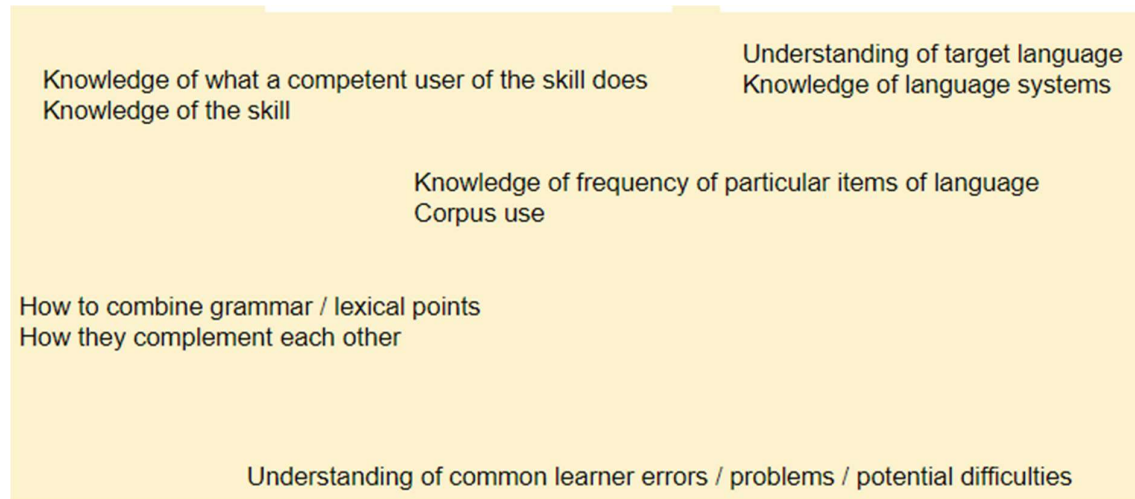 Knowledge of what a competent user of the skill does
Knowledge of the skill
Understanding of target language
Knowledge of language systems
Knowledge of frequency of particular items of language
Corpus use
How to combine grammar / lexical points
How they complement each other
Understanding of common learner errors / problems / potential difficulties